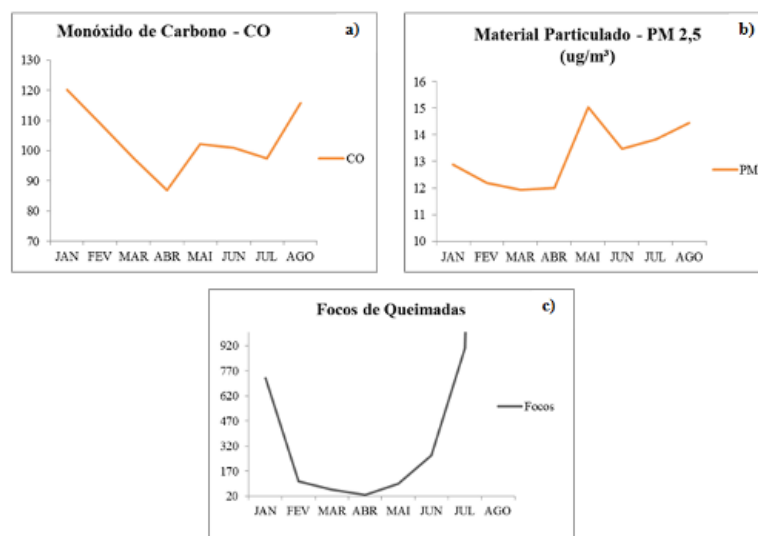 Monóxido de Carbono - CO
a)
130
120
110
100
90
80
70
JAN FEV MAR ABR MAI JUN JUL AGO
CO
Material Particulado - PM 2,5
(ug/m³)
b)
16
15
14
13
12
11
10
JAN FEV MAR ABR MAI JUN JUL AGO
PM
Focos de Queimadas
c)
920
770
620
470
320
170
20
JAN FEV MAR ABR MAI JUN JUL AGO
Focos